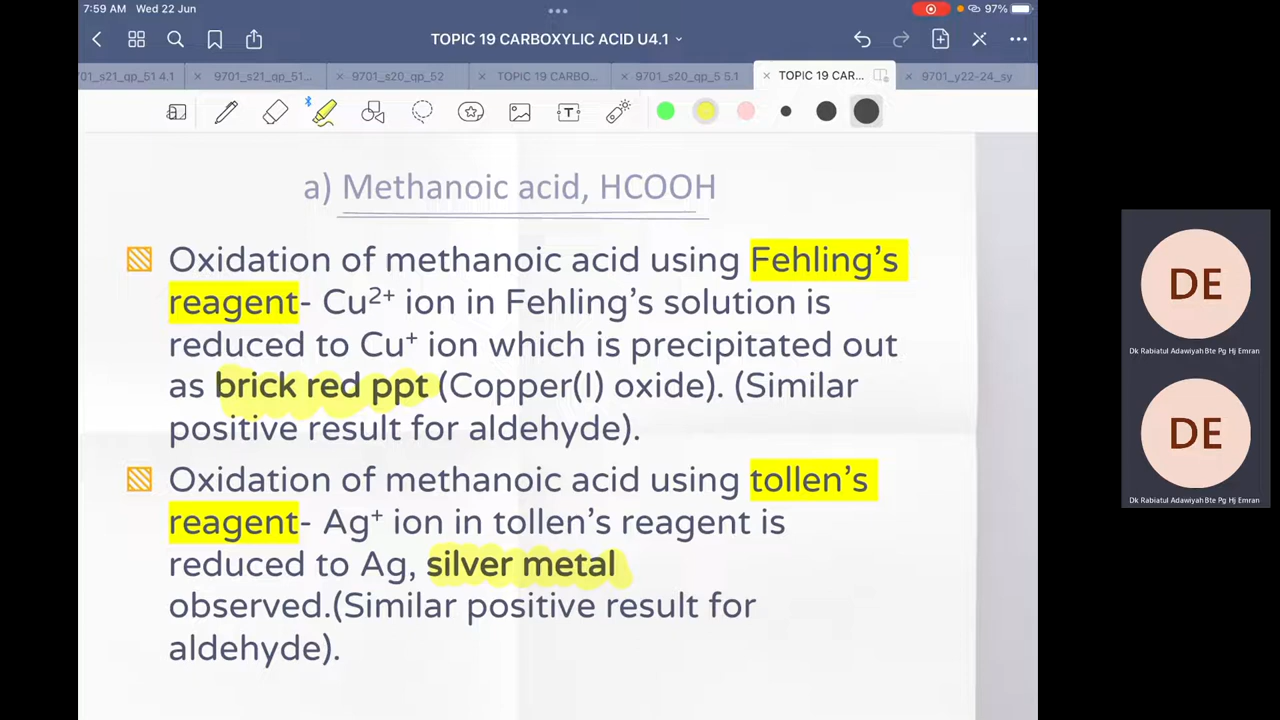 7:59 AM Wed 22 Jun
97%
TOPIC 19 CARBOXYLIC ACID U4.1
01_s21_qp_51 4.1
9701_s21_qp_51...
9701_s20_qp_52
TOPIC 19 CARBO...
9701_s20_qp_5 5.1
TOPIC 19 CAR...
9701_y22-24_sy
a) Methanoic acid, HCOOH
Oxidation of methanoic acid using Fehling's
reagent- Cu²⁺ ion in Fehling's solution is
reduced to Cu⁺ ion which is precipitated out
as brick red ppt (Copper(I) oxide). (Similar
positive result for aldehyde).
Oxidation of methanoic acid using tollen's
reagent- Ag⁺ ion in tollen's reagent is
reduced to Ag, silver metal
observed.(Similar positive result for
aldehyde).
DE
Dk Rabiatul Adawiyah Bte Pg Hj Emran
DE
Dk Rabiatul Adawiyah Bte Pg Hj Emran